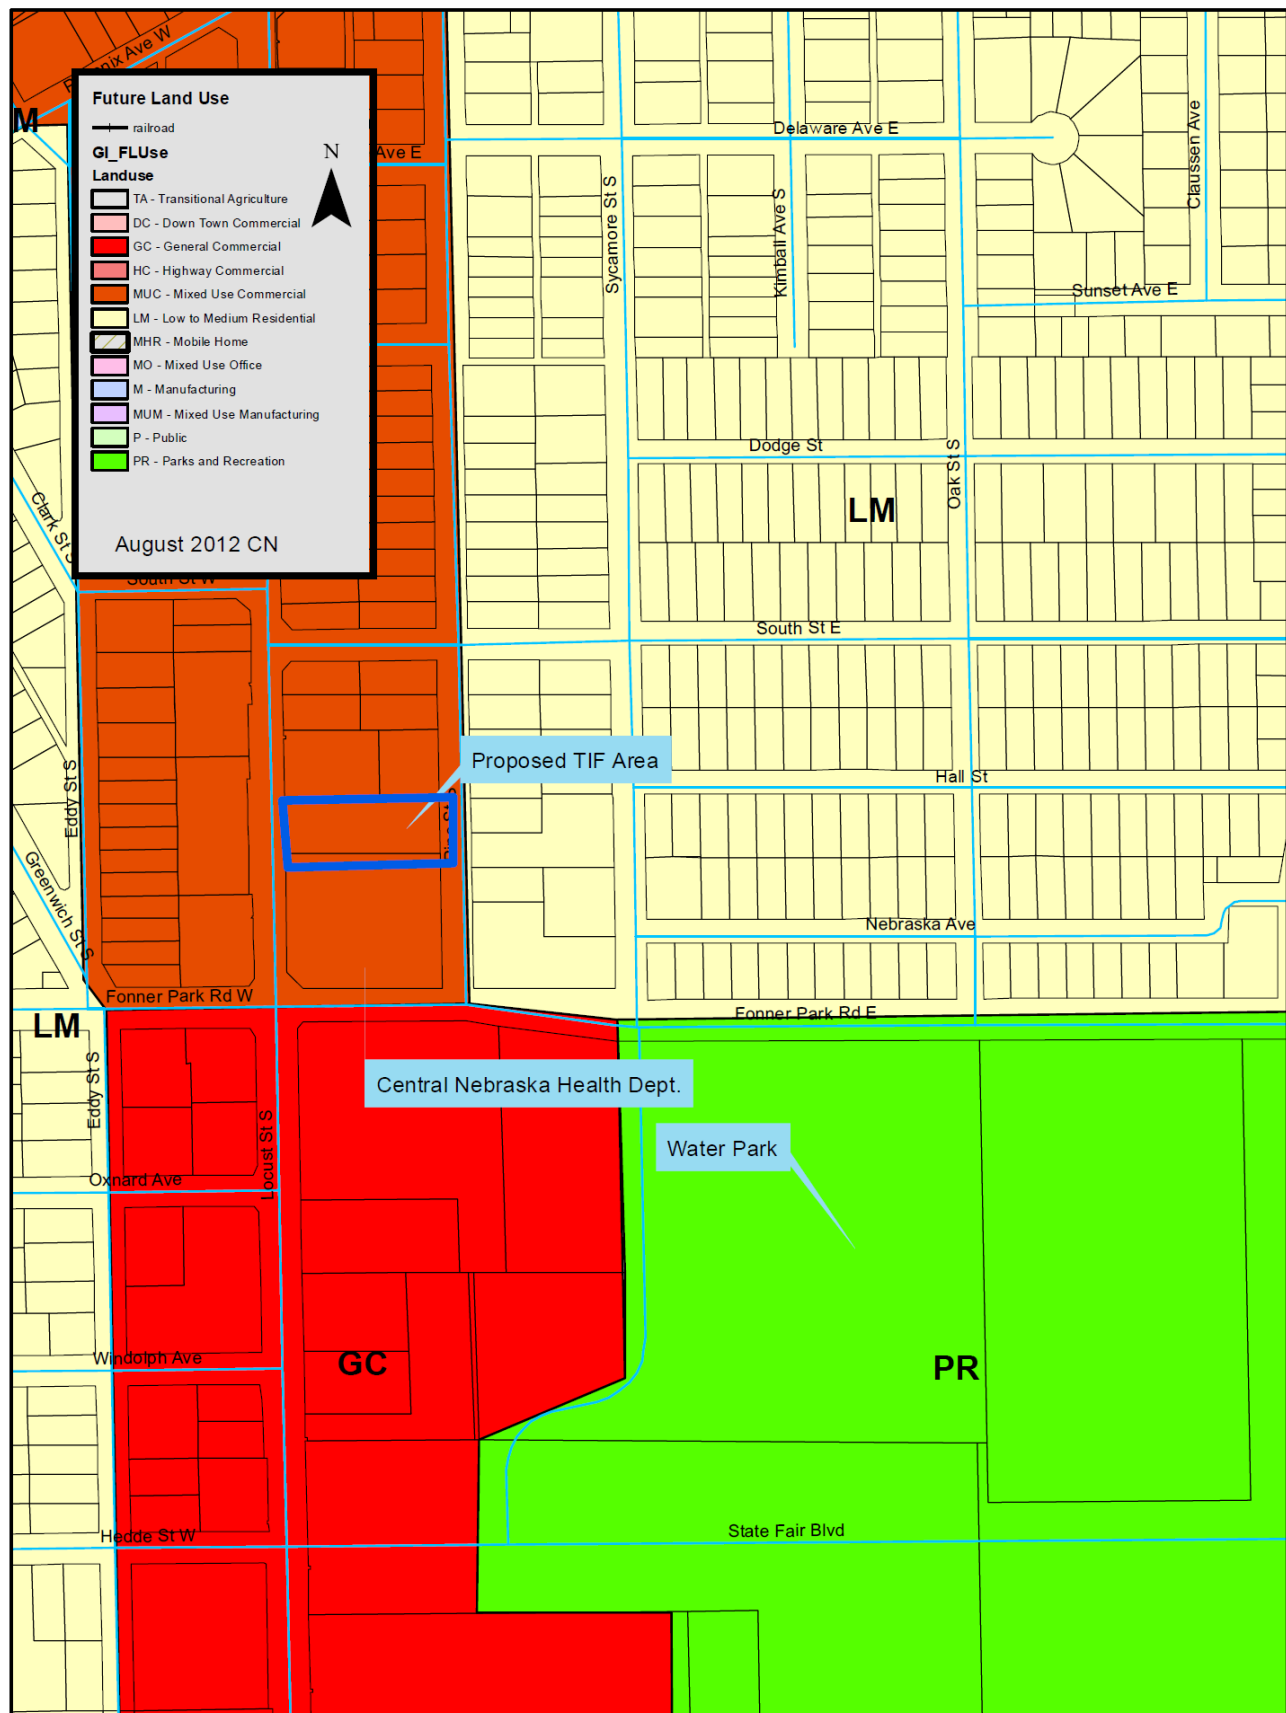 M
Future Land Use
railroad
GI_FLUse
Landuse
N
TA - Transitional Agriculture
DC - Down Town Commercial
GC - General Commercial
HC - Highway Commercial
MUC - Mixed Use Commercial
LM - Low to Medium Residential
MHR - Mobile Home
MO - Mixed Use Office
M - Manufacturing
MUM - Mixed Use Manufacturing
P - Public
PR - Parks and Recreation
August 2012 CN
Ave W
Ave E
Delaware Ave E
Claussen Ave
Sycamore St S
Kimball Ave S
Sunset Ave E
Dodge St
Oak St S
LM
Clark St S
South St W
South St E
Proposed TIF Area
Hall St
Eddy St S
Greenwich St S
Nebraska Ave
Fonner Park Rd W
Fonner Park Rd E
LM
Central Nebraska Health Dept.
Eddy St S
Locust St S
Water Park
Oxnard Ave
Windolph Ave
GC
PR
Hedde St W
State Fair Blvd